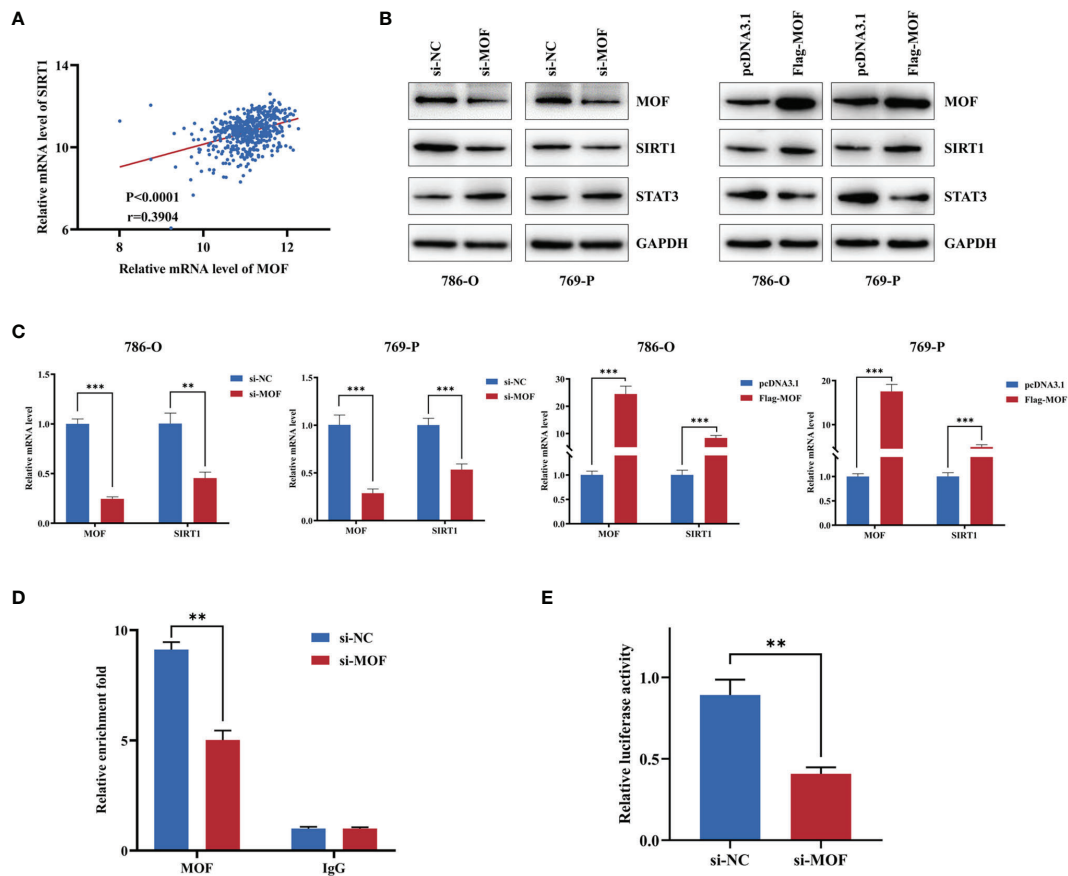 A
Relative mRNA level of SIRT1
14
10
6
P<0.0001
r=0.3904
8
10
12
Relative mRNA level of MOF
B
si-NC
si-MOF
si-NC
si-MOF
pcDNA3.1
Flag-MOF
pcDNA3.1
Flag-MOF
MOF
MOF
SIRT1
SIRT1
STAT3
STAT3
GAPDH
GAPDH
786-O
769-P
786-O
769-P
C
786-O
Relative mRNA level
1.5
1.0
0.5
0.0
***
**
MOF
SIRT1
si-NC
si-MOF
769-P
Relative mRNA level
1.5
1.0
0.5
0.0
***
***
MOF
SIRT1
si-NC
si-MOF
786-O
Relative mRNA level
30
20
10
1.5
1.0
0.5
0.0
***
***
MOF
SIRT1
pcDNA3.1
Flag-MOF
769-P
Relative mRNA level
20
15
10
5
1.5
1.0
0.5
0.0
***
***
MOF
SIRT1
pcDNA3.1
Flag-MOF
D
Relative enrichment fold
10
5
0
**
MOF
IgG
si-NC
si-MOF
E
Relative luciferase activity
1.0
0.5
0.0
**
si-NC
si-MOF